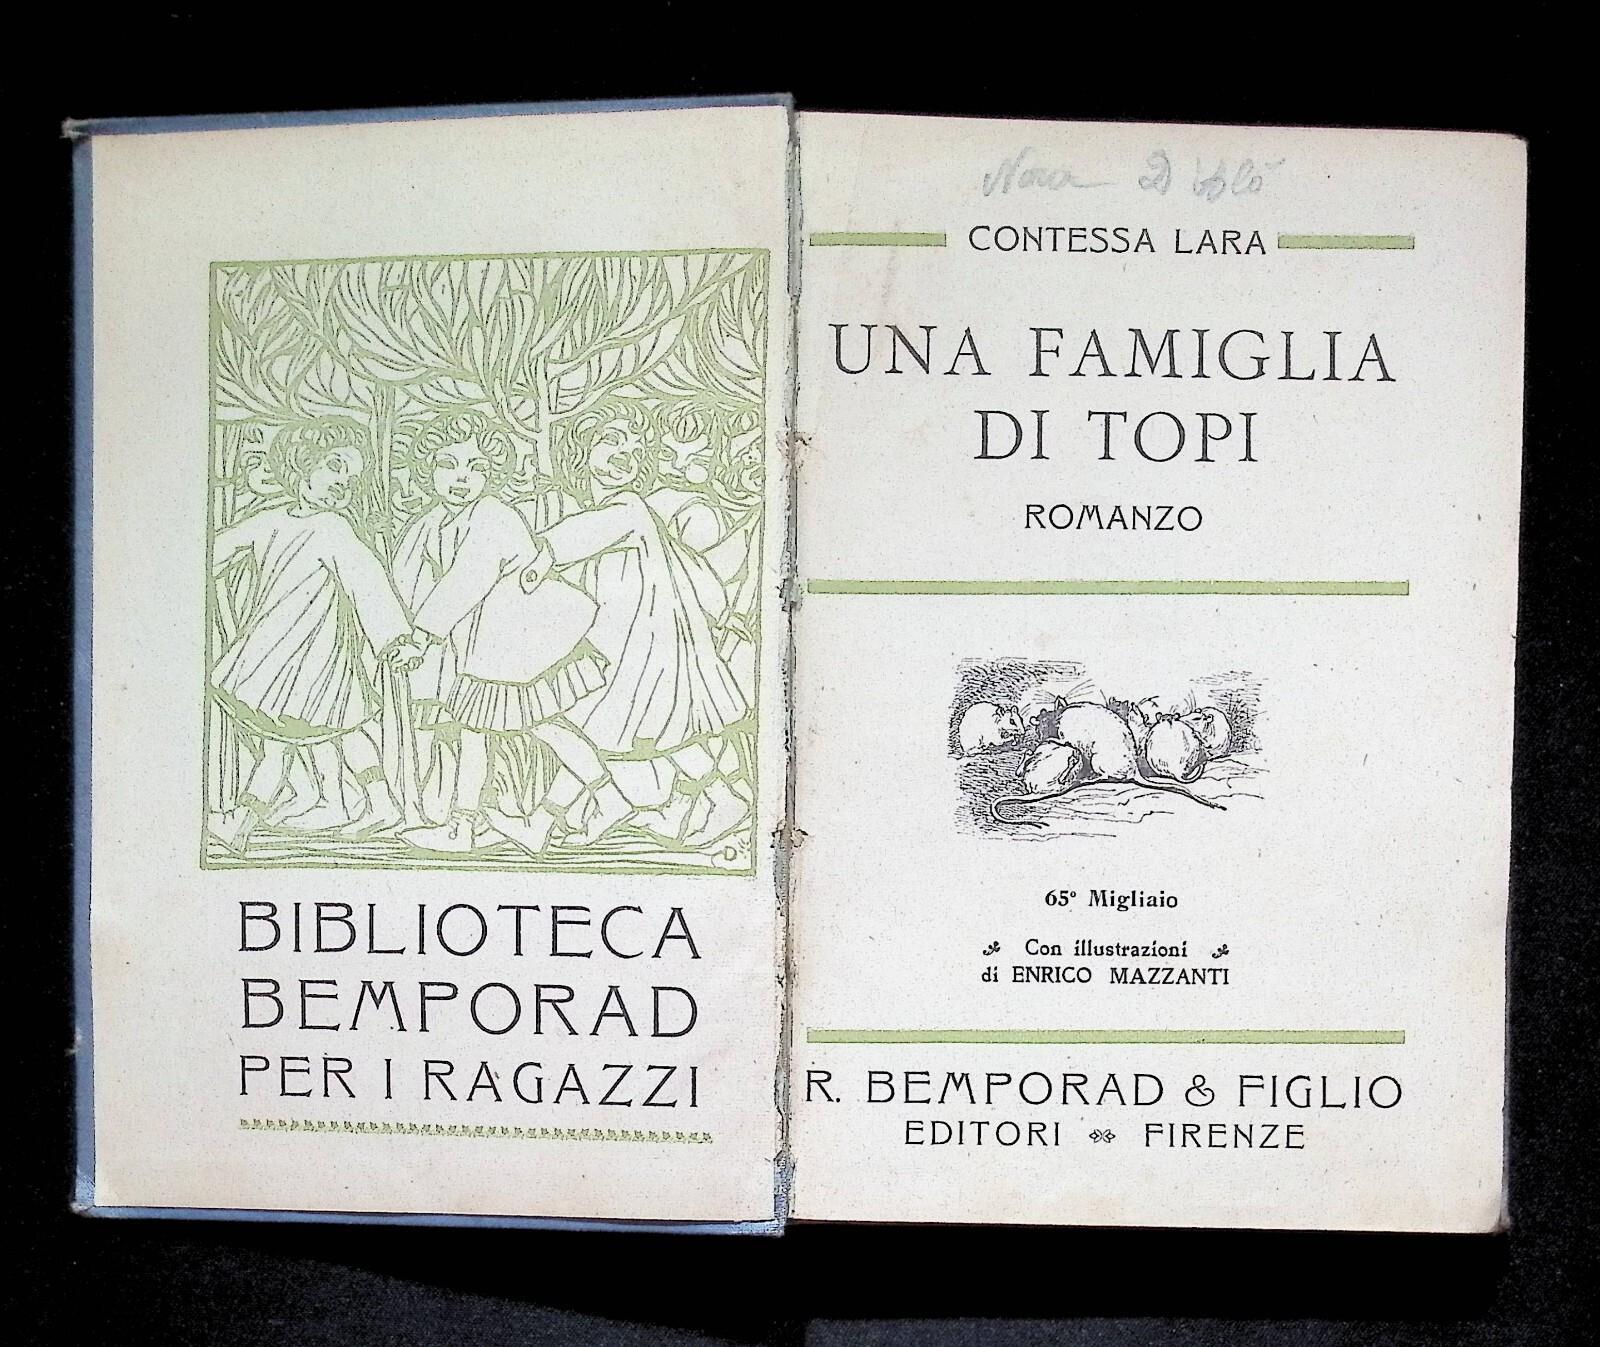 BIBLIOTECA
BEMPORAD
PER I RAGAZZI
CONTESSA LARA
UNA FAMIGLIA
DI TOPI
ROMANZO
65° Migliaio
Con illustrazioni
di ENRICO MAZZANTI
R. BEMPORAD & FIGLIO
EDITORI FIRENZE